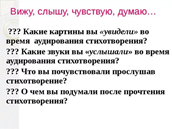 Вижу, слышу, чувствую, думаю…
??? Какие картины вы «увидели» во
время аудирования стихотворения?
??? Какие звуки вы «услышали» во время
аудирования стихотворения?
??? Что вы почувствовали прослушав
стихотворение?
??? О чем вы подумали после прочтения
стихотворения?